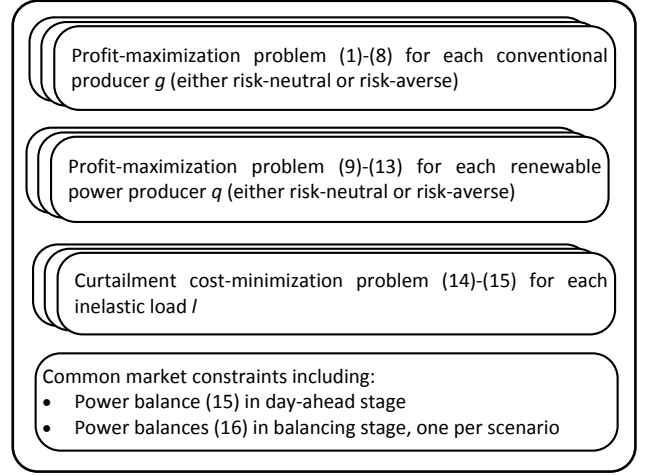 Profit-maximization problem (1)-(8) for each conventional
producer g (either risk-neutral or risk-averse)
Profit-maximization problem (9)-(13) for each renewable
power producer q (either risk-neutral or risk-averse)
Curtailment cost-minimization problem (14)-(15) for each
inelastic load l
Common market constraints including:
• Power balance (15) in day-ahead stage
• Power balances (16) in balancing stage, one per scenario